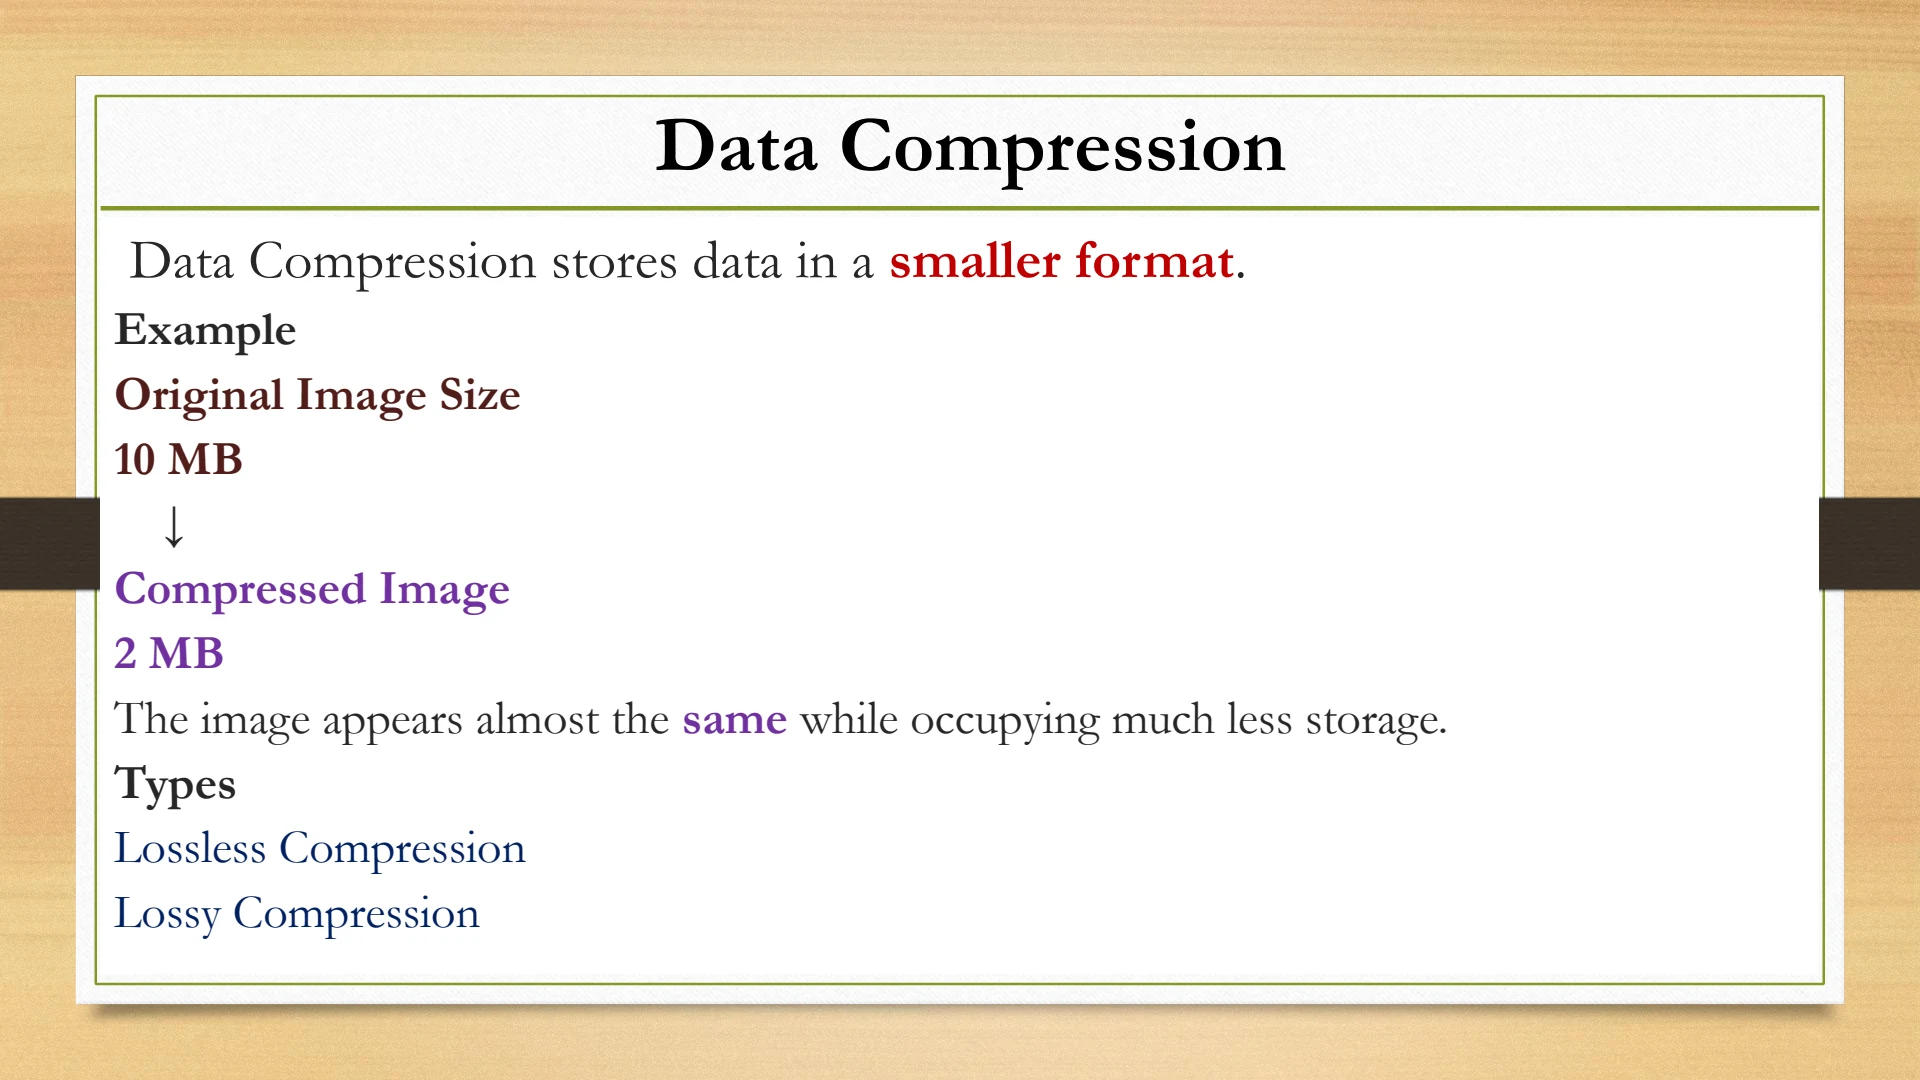 Data Compression
Data Compression stores data in a smaller format.
Example
Original Image Size
10 MB
↓
Compressed Image
2 MB
The image appears almost the same while occupying much less storage.
Types
Lossless Compression
Lossy Compression